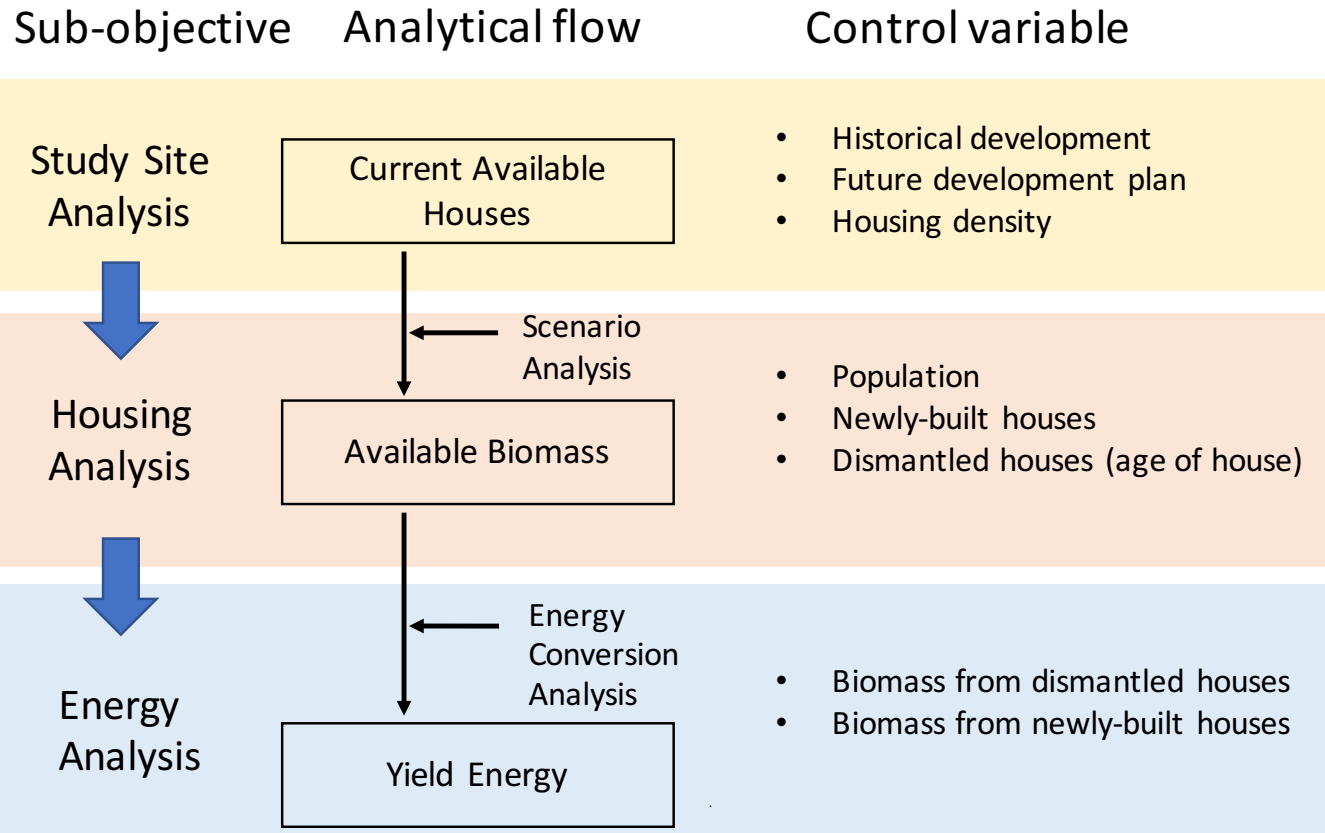 Sub-objective
Analytical flow
Control variable
Study Site
Analysis
Current Available
Houses
• Historical development
• Future development plan
• Housing density
Scenario
Analysis
Housing
Analysis
Available Biomass
• Population
• Newly-built houses
• Dismantled houses (age of house)
Energy
Conversion
Analysis
Energy
Analysis
Yield Energy
• Biomass from dismantled houses
• Biomass from newly-built houses